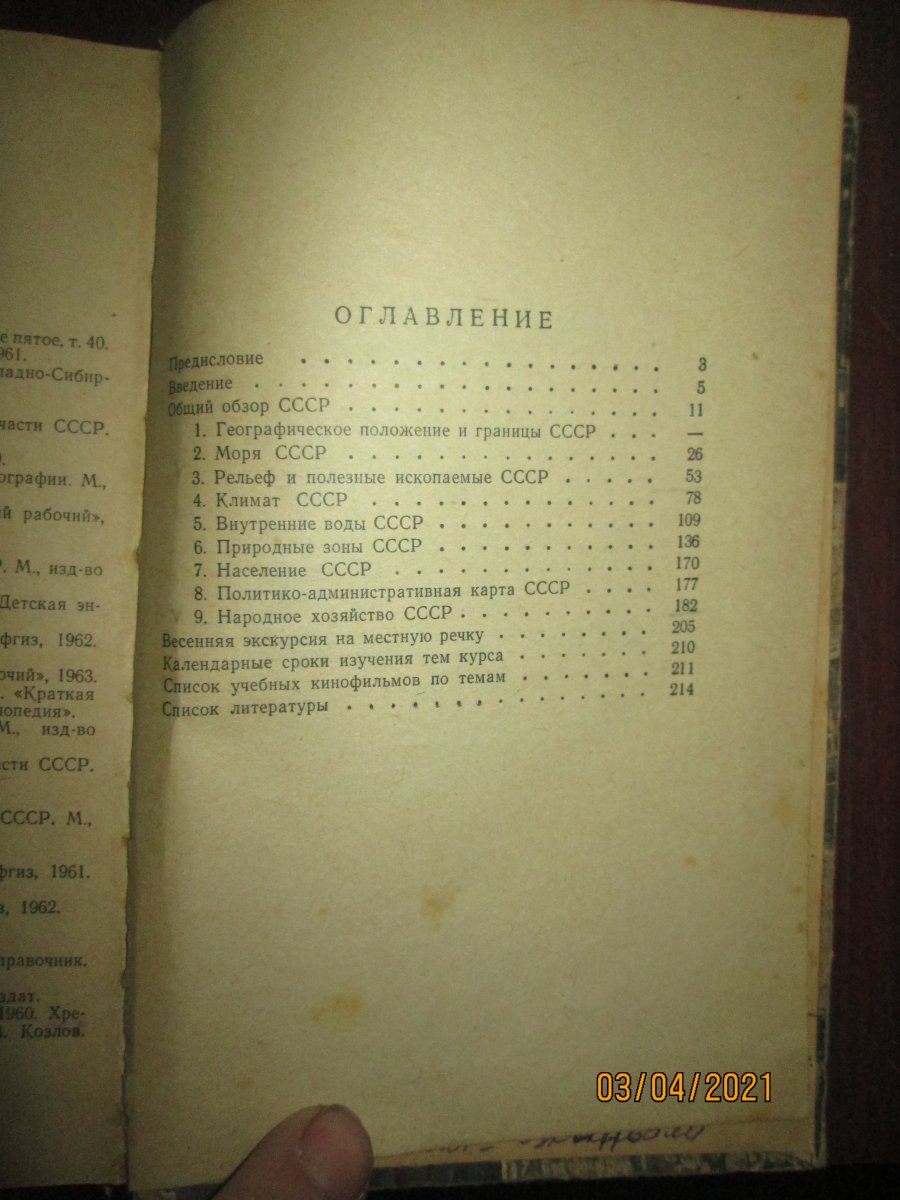 е пятое, т. 40.
961.
падно-Сибир-
части СССР.
ографии. М.,
ий рабочий»,
Р. М., изд-во
Детская эн-
фгиз, 1962.
очий», 1963.
. «Краткая
лопедия».
М., изд-во
сти СССР.
СССР. М.,
фгиз, 1961.
в, 1962.
правочник.
здат.
1960. Хре-
Козлов.
ОГЛАВЛЕНИЕ
Предисловие . . . . . . . . . . . . . . . . 3
Введение . . . . . . . . . . . . . . . . . . 5
Общий обзор СССР . . . . . . . . . . . . . . 11
1. Географическое положение и границы СССР . . . —
2. Моря СССР . . . . . . . . . . . . . . 26
3. Рельеф и полезные ископаемые СССР . . . . . 53
4. Климат СССР . . . . . . . . . . . . . 78
5. Внутренние воды СССР . . . . . . . . . . 109
6. Природные зоны СССР . . . . . . . . . . 136
7. Население СССР . . . . . . . . . . . . 170
8. Политико-административная карта СССР . . . . 177
9. Народное хозяйство СССР . . . . . . . . . 182
Весенняя экскурсия на местную речку . . . . . . . . 205
Календарные сроки изучения тем курса . . . . . . . 210
Список учебных кинофильмов по темам . . . . . . . 211
Список литературы . . . . . . . . . . . . . . 214
03/04/2021